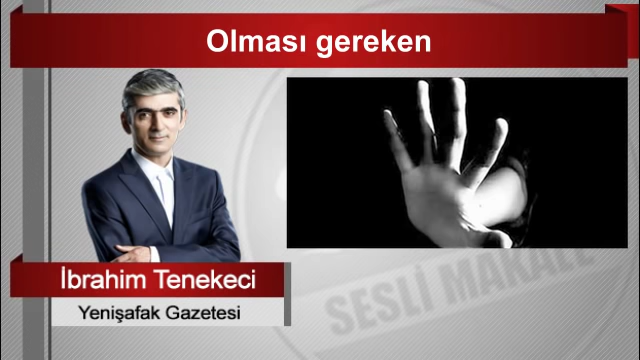 Olması gereken
İbrahim Tenekeci
Yenişafak Gazetesi
SESLİ MAKALE